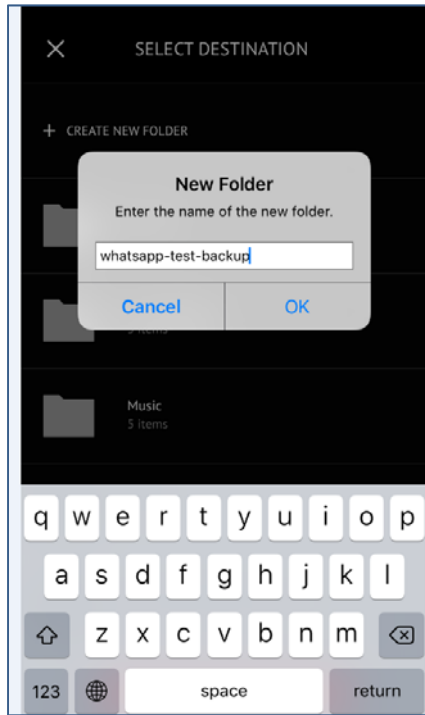 SELECT DESTINATION
+ CREATE NEW FOLDER
New Folder
Enter the name of the new folder.
whatsapp-test-backup
Cancel
OK
items
Music
5 items
q w e r t y u i o p
a s d f g h j k l
z x c v b n m
123 space return